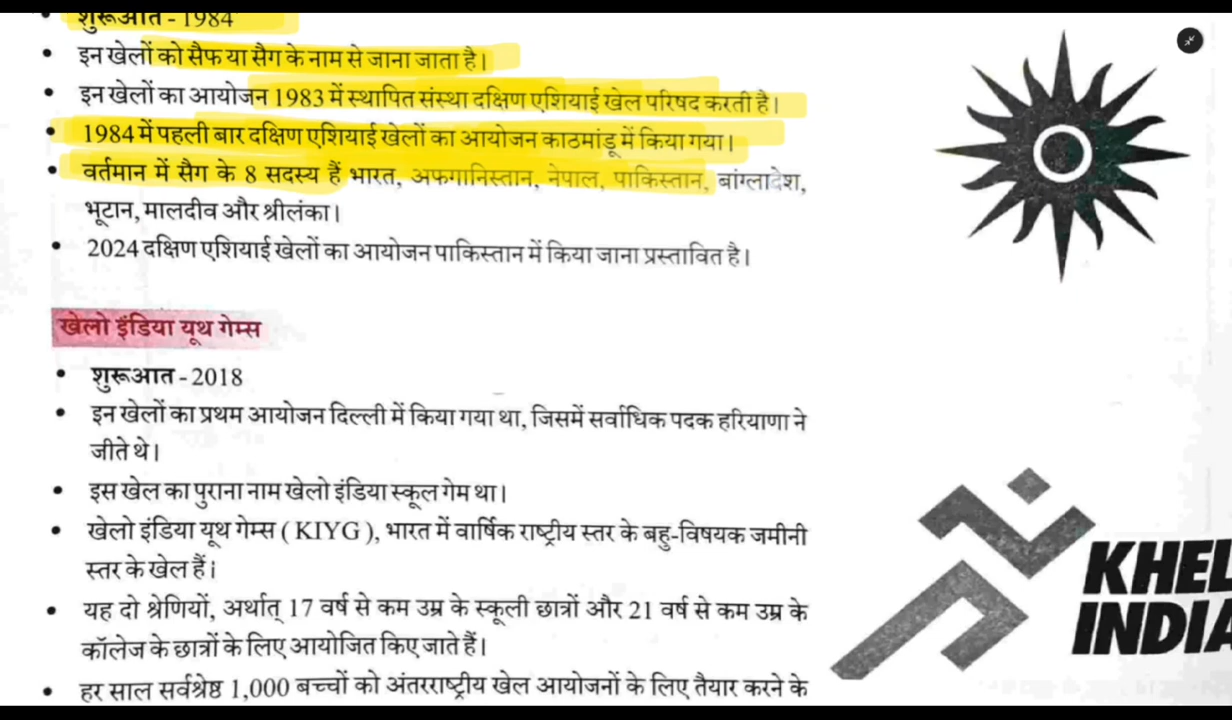 • शुरूआत - 1984
• इन खेलों को सैफ या सैग के नाम से जाना जाता है।
• इन खेलों का आयोजन 1983 में स्थापित संस्था दक्षिण एशियाई खेल परिषद करती है।
• 1984 में पहली बार दक्षिण एशियाई खेलों का आयोजन काठमांडू में किया गया।
• वर्तमान में सैग के 8 सदस्य हैं भारत, अफगानिस्तान, नेपाल, पाकिस्तान, बांग्लादेश,
भूटान, मालदीव और श्रीलंका।
• 2024 दक्षिण एशियाई खेलों का आयोजन पाकिस्तान में किया जाना प्रस्तावित है।
खेलो इंडिया यूथ गेम्स
• शुरूआत - 2018
• इन खेलों का प्रथम आयोजन दिल्ली में किया गया था, जिसमें सर्वाधिक पदक हरियाणा ने
जीते थे।
• इस खेल का पुराना नाम खेलो इंडिया स्कूल गेम था।
• खेलो इंडिया यूथ गेम्स ( KIYG ), भारत में वार्षिक राष्ट्रीय स्तर के बहु-विषयक जमीनी
स्तर के खेल हैं।
• यह दो श्रेणियों, अर्थात् 17 वर्ष से कम उम्र के स्कूली छात्रों और 21 वर्ष से कम उम्र के
कॉलेज के छात्रों के लिए आयोजित किए जाते हैं।
• हर साल सर्वश्रेष्ठ 1,000 बच्चों को अंतरराष्ट्रीय खेल आयोजनों के लिए तैयार करने के
KHEL
INDIA